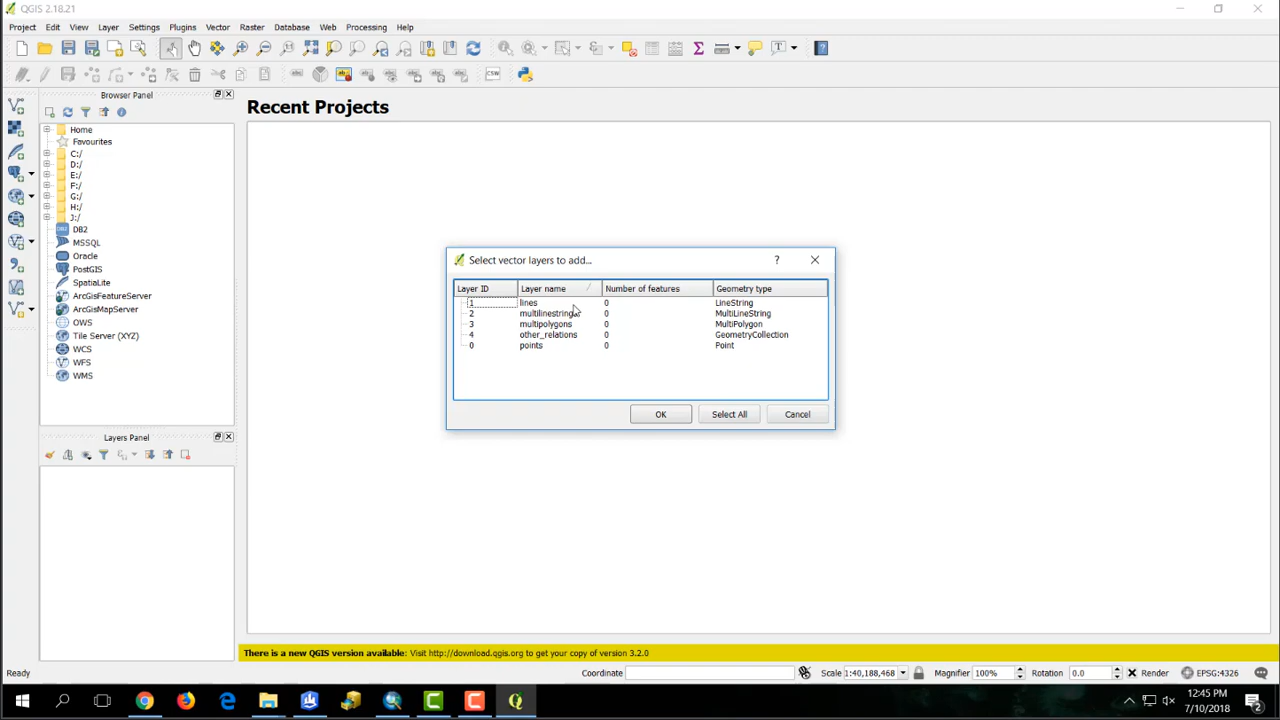 QGIS 2.18.21
Project Edit View Layer Settings Plugins Vector Raster Database Web Processing Help
Browser Panel
Home
Favourites
C:/
D:/
E:/
F:/
G:/
H:/
J:/
DB2
MSSQL
Oracle
PostGIS
SpatiaLite
ArcGisFeatureServer
ArcGisMapServer
OWS
Tile Server (XYZ)
WCS
WFS
WMS
Layers Panel
Recent Projects
Select vector layers to add...
Layer ID Layer name Number of features Geometry type
1 lines 0 LineString
2 multilinestrings 0 MultiLineString
3 multipolygons 0 MultiPolygon
4 other_relations 0 GeometryCollection
0 points 0 Point
OK Select All Cancel
There is a new QGIS version available: Visit http://download.qgis.org to get your copy of version 3.2.0
Ready Coordinate Scale 1:40,188,468 Magnifier 100% Rotation 0.0 Render EPSG:4326
12:45 PM
7/10/2018